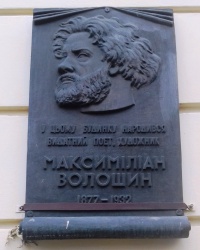 У ЦЬОМУ БУДИНКУ НАРОДИВСЯ
ВИДАТНИЙ ПОЕТ, ХУДОЖНИК
МАКСИМІЛІАН
ВОЛОШИН
1877-1932